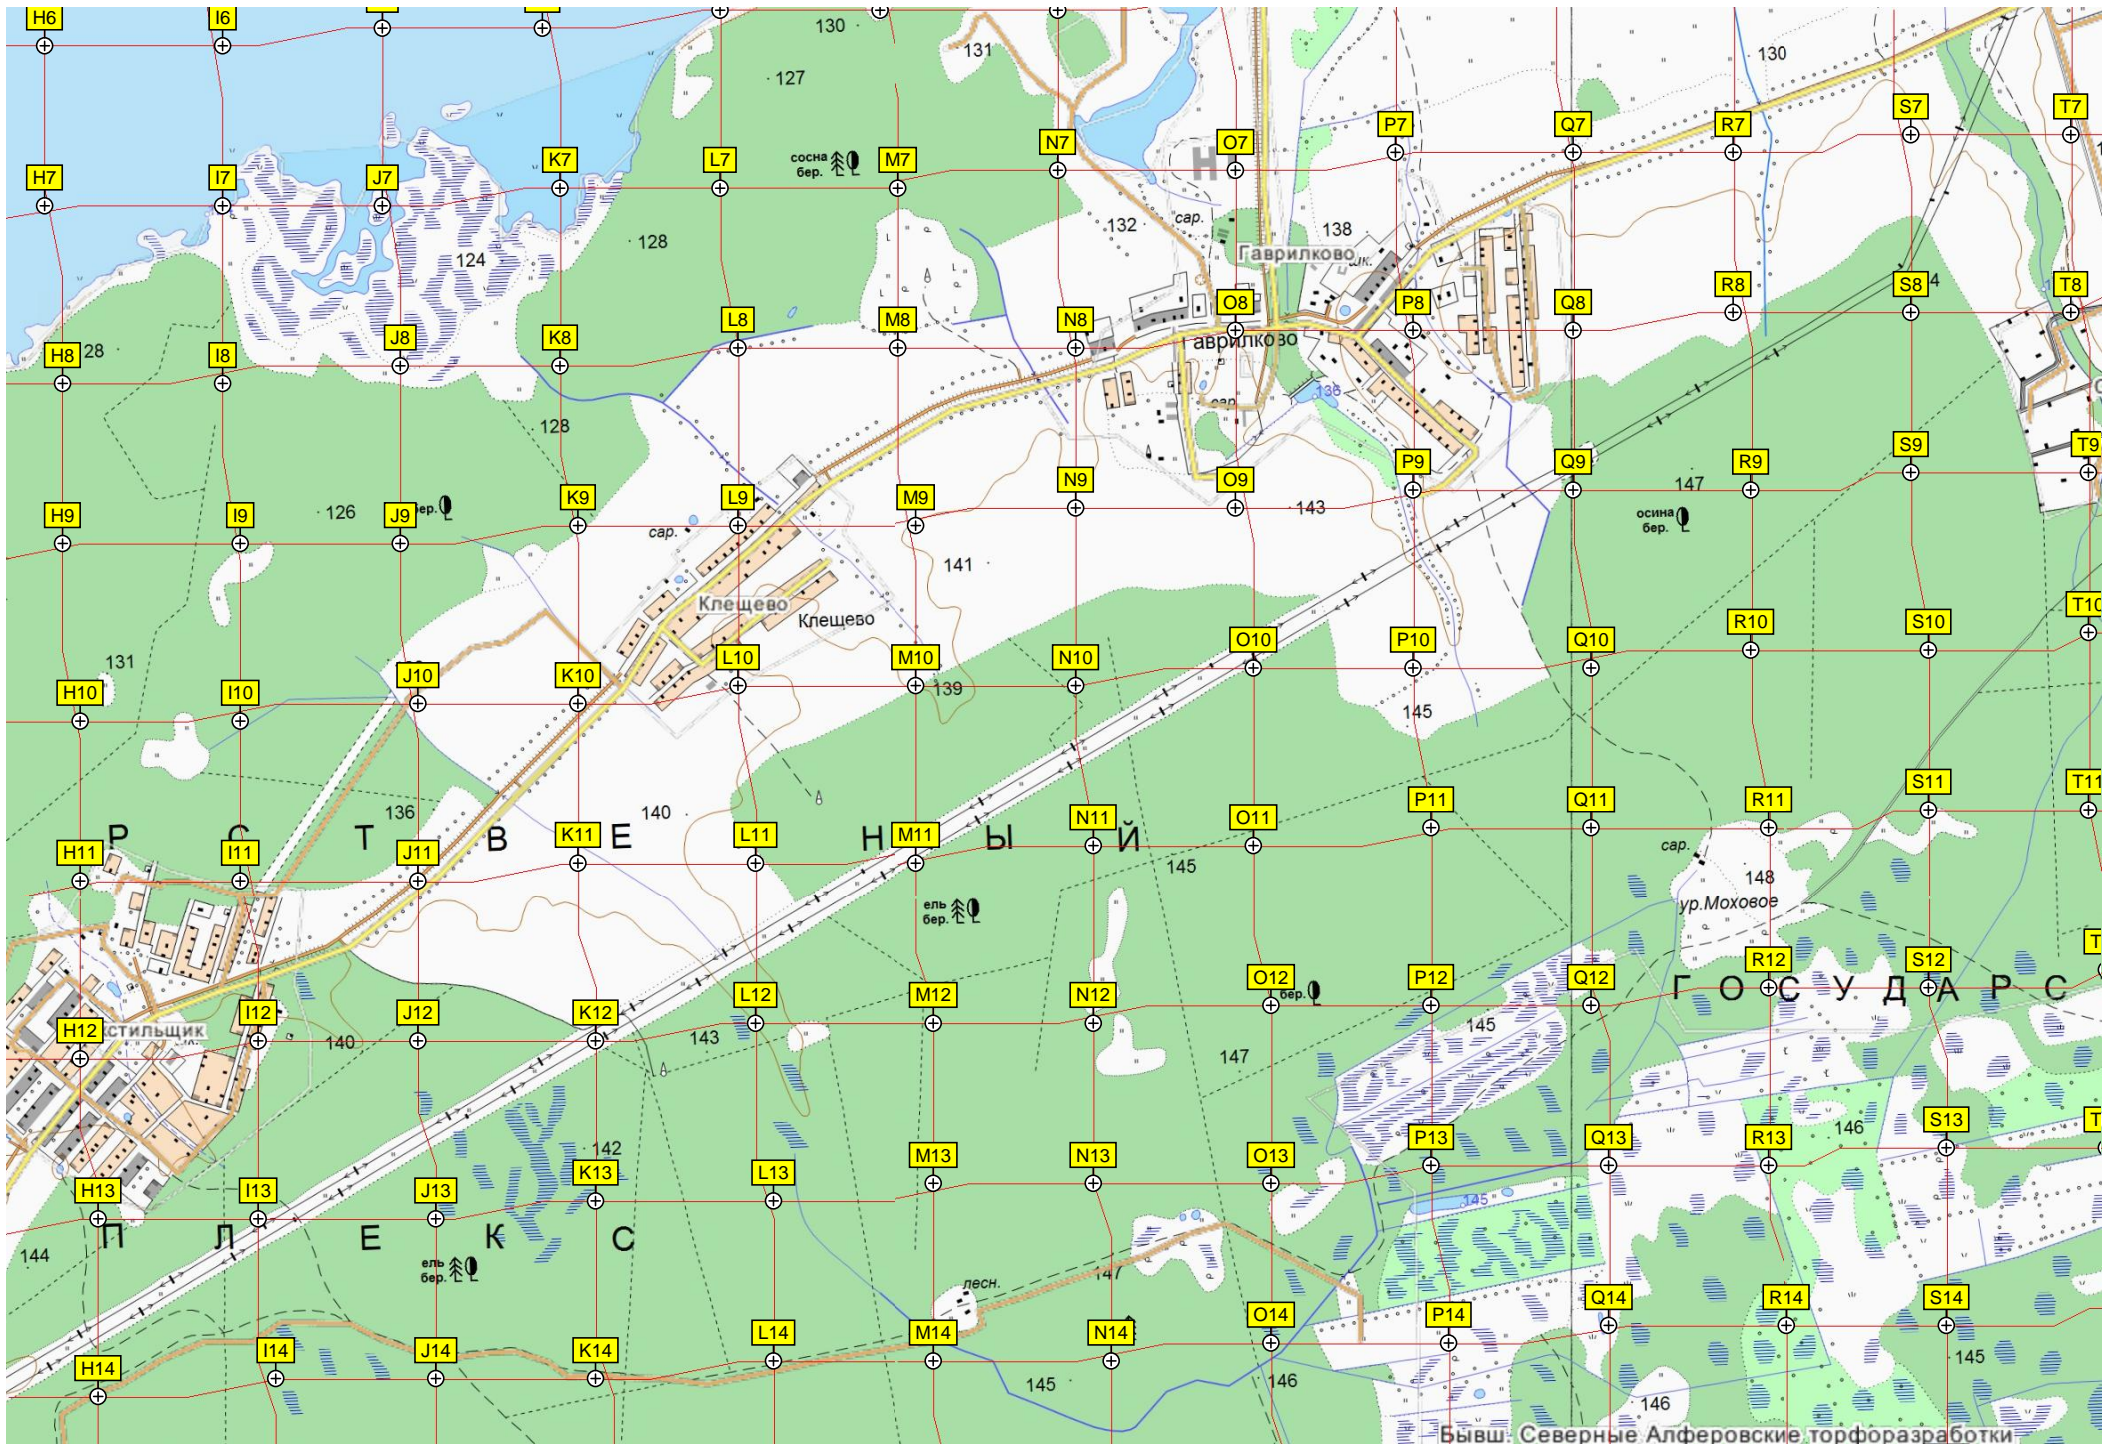 H6
I6
130
131
130
127
S7
T7
P7
Q7
R7
сосна
бер.
K7
L7
M7
N7
O7
H7
I7
J7
сар.
132
138
128
124
Гаврилково
R8
S8
T8
4
O8
P8
Q8
L8
M8
N8
аврилково
28
H8
I8
J8
K8
136
сар.
128
S9
T9
P9
Q9
R9
147
N9
O9
143
L9
M9
K9
бер.
осина
бер.
H9
I9
126
J9
сар.
141
Клещево
Клещево
T10
R10
S10
O10
P10
Q10
131
L10
M10
N10
139
H10
I10
J10
K10
145
S11
T11
P11
Q11
R11
136
140
N11
O11
Р С Т В Е Н Н Ы Й
H11
I11
J11
K11
L11
M11
145
сар.
148
ур.Моховое
ель
бер.
R12
S12
O12
бер.
P12
Q12
Г О С У Д А Р С
L12
M12
N12
145
H12
стильщик
I12
J12
K12
140
143
147
S13
P13
Q13
R13
146
142
M13
N13
O13
K13
L13
H13
I13
J13
145
П Л Е К С
144
ель
бер.
147
лесн.
Q14
R14
S14
L14
M14
N14
O14
P14
H14
I14
J14
K14
145
145
146
146
Бывш. Северные Алферовские торфоразработки